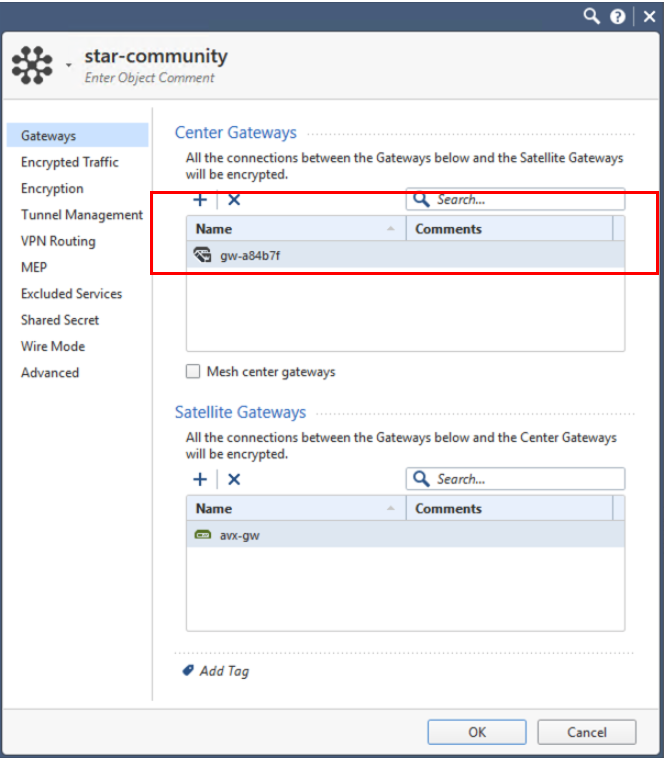 star-community
Enter Object Comment
Gateways
Encrypted Traffic
Encryption
Tunnel Management
VPN Routing
MEP
Excluded Services
Shared Secret
Wire Mode
Advanced
Center Gateways
All the connections between the Gateways below and the Satellite Gateways
will be encrypted.
Search...
Name Comments
gw-a84b7f
Mesh center gateways
Satellite Gateways
All the connections between the Gateways below and the Center Gateways
will be encrypted.
Search...
Name Comments
avx-gw
Add Tag
OK Cancel